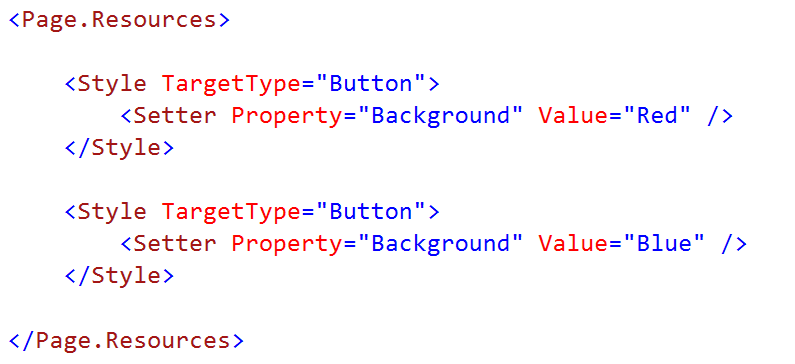 <Page.Resources>
<Style TargetType="Button">
<Setter Property="Background" Value="Red" />
</Style>
<Style TargetType="Button">
<Setter Property="Background" Value="Blue" />
</Style>
</Page.Resources>